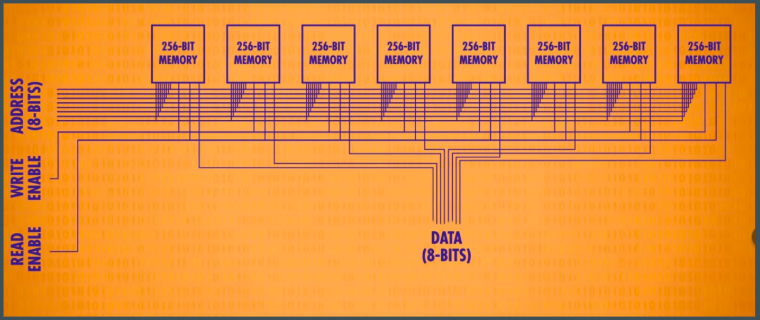 256-BIT
MEMORY
256-BIT
MEMORY
256-BIT
MEMORY
256-BIT
MEMORY
256-BIT
MEMORY
256-BIT
MEMORY
256-BIT
MEMORY
256-BIT
MEMORY
ADDRESS
(8-BITS)
WRITE
ENABLE
READ
ENABLE
DATA
(8-BITS)